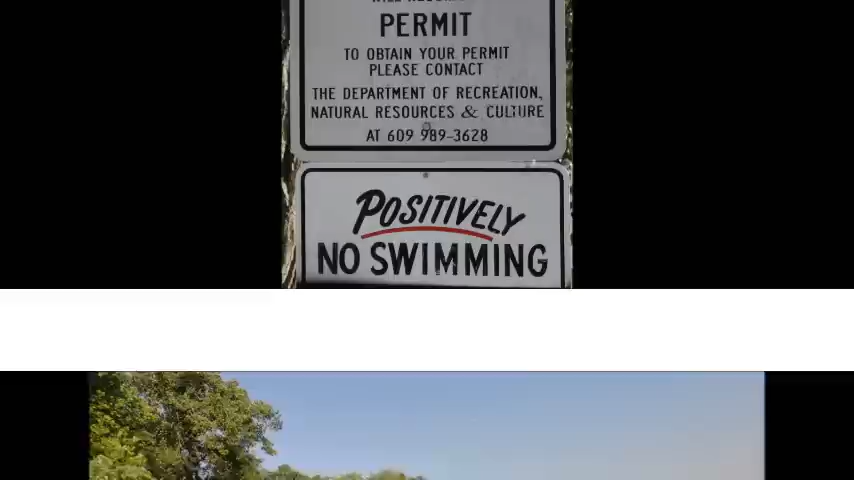 PERMIT
TO OBTAIN YOUR PERMIT
PLEASE CONTACT
THE DEPARTMENT OF RECREATION,
NATURAL RESOURCES & CULTURE
AT 609 989-3628
POSITIVELY
NO SWIMMING